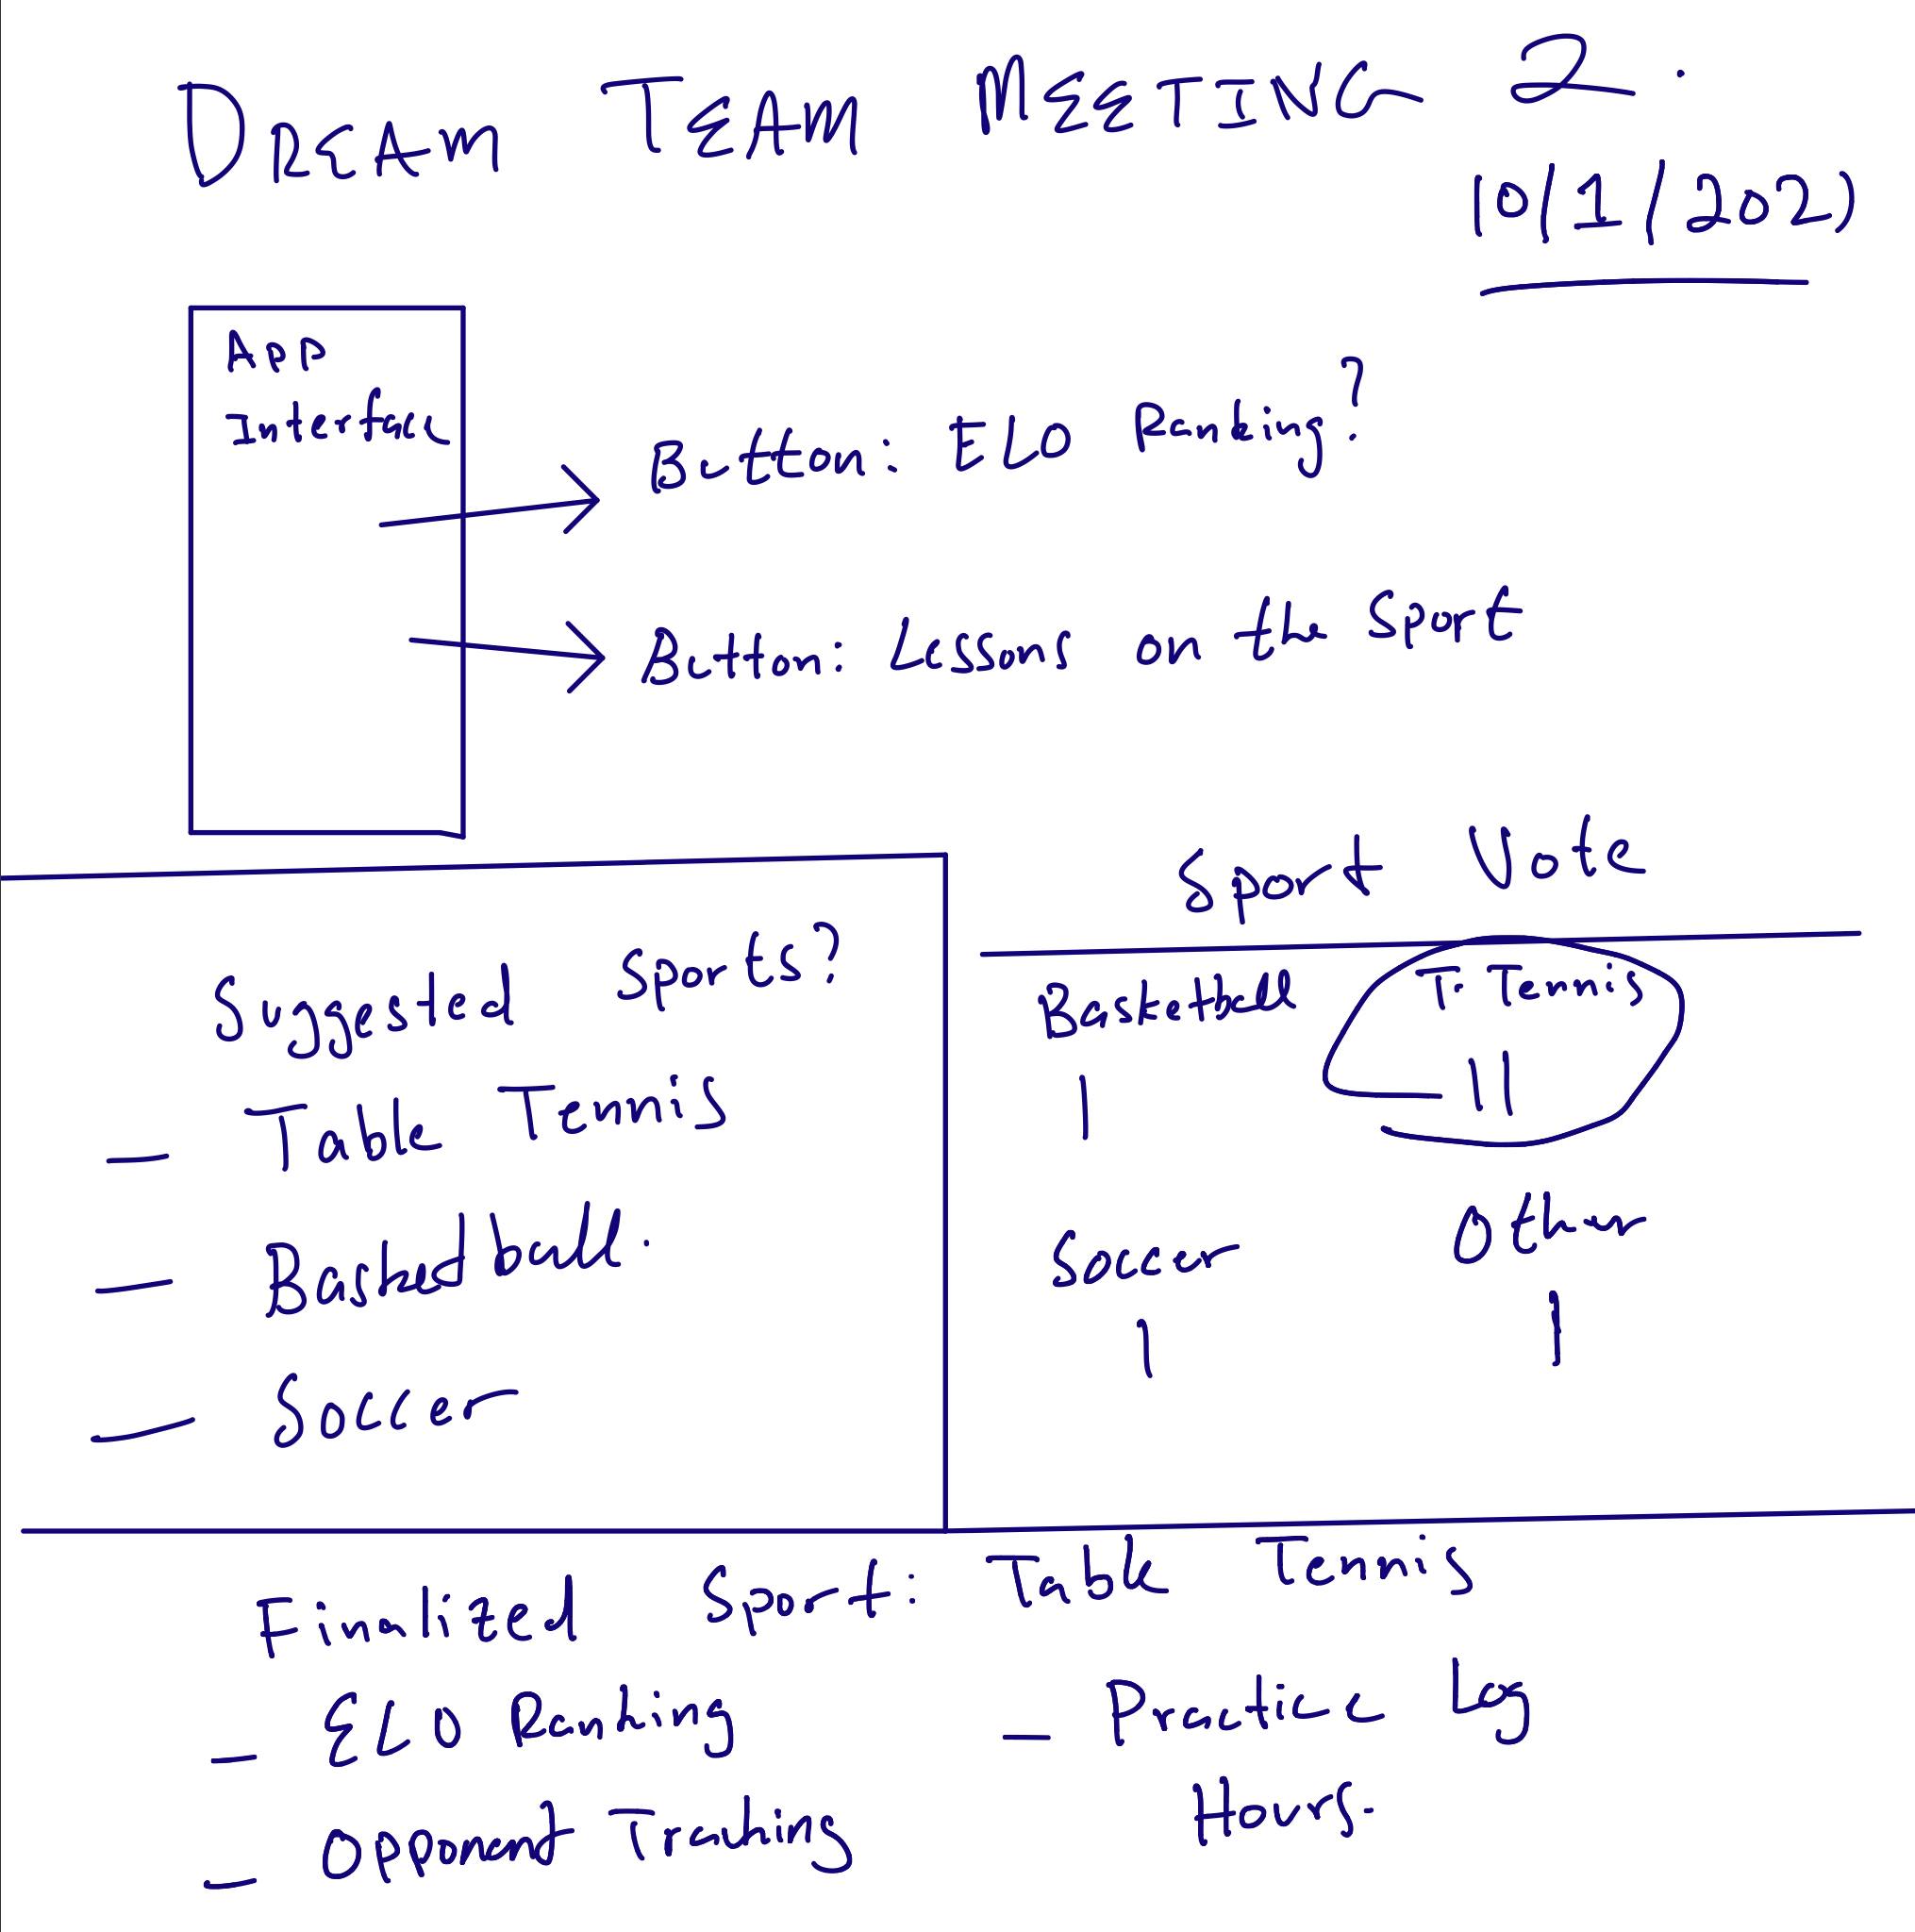 DREAM TEAM MEETING 2.
10/1/2021
App
Interface
Button: ELO Ranking?
Button: Lessons on the Sport
Suggested Sports?
– Table Tennis
– Basketball.
– Soccer
Sport Vote
Basketball T. Tennis
| ||
Soccer Other
| |
Finalized Sport: Table Tennis
– ELO Ranking
– Opponent Tracking
– Practice Log
Hours.